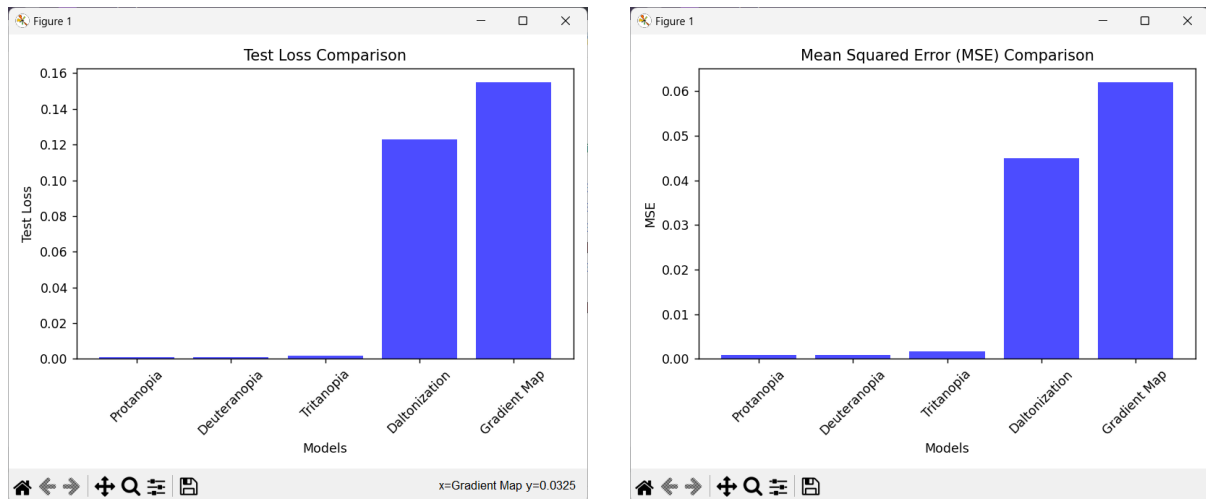 Figure 1
Test Loss Comparison
0.16
0.14
0.12
0.10
0.08
0.06
0.04
0.02
0.00
Test Loss
Protanopia
Deuteranopia
Tritanopia
Daltonization
Gradient Map
Models
x=Gradient Map y=0.0325
Figure 1
Mean Squared Error (MSE) Comparison
0.06
0.05
0.04
0.03
0.02
0.01
0.00
MSE
Protanopia
Deuteranopia
Tritanopia
Daltonization
Gradient Map
Models